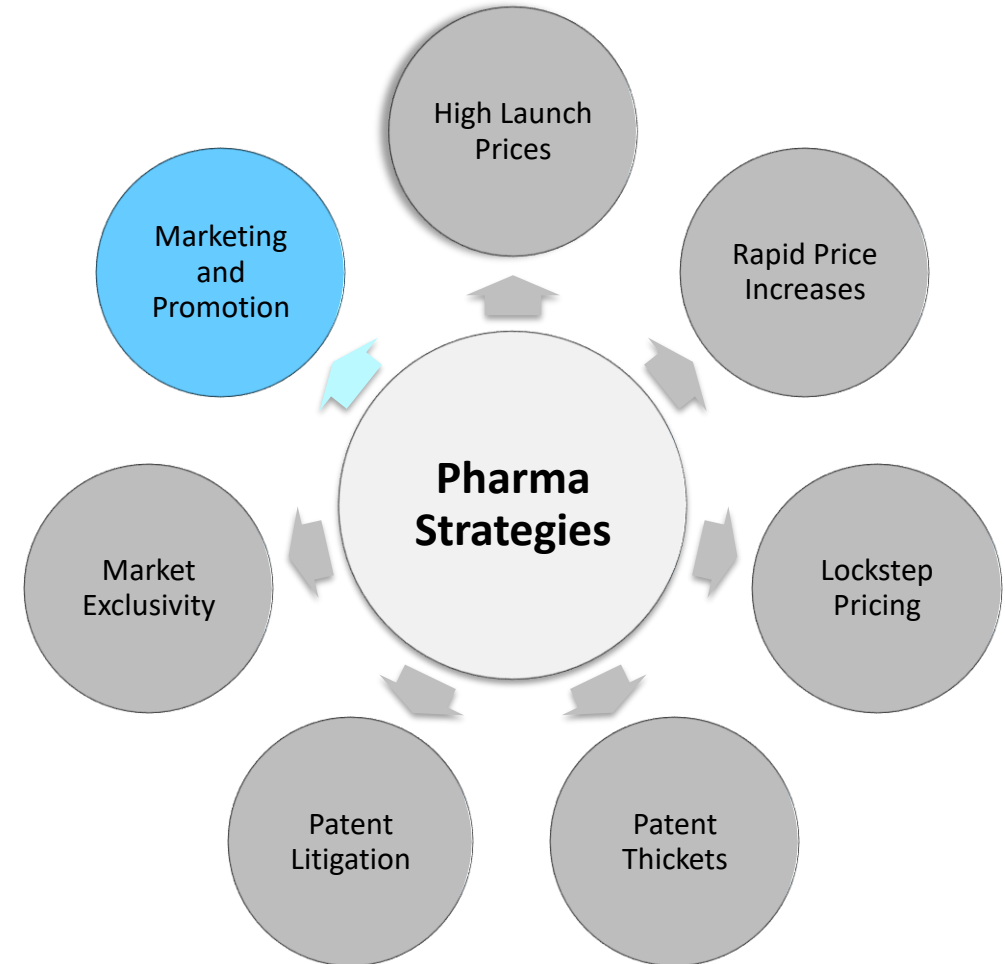 High Launch
Prices
Marketing
and
Promotion
Rapid Price
Increases
Pharma
Strategies
Market
Exclusivity
Lockstep
Pricing
Patent
Litigation
Patent
Thickets